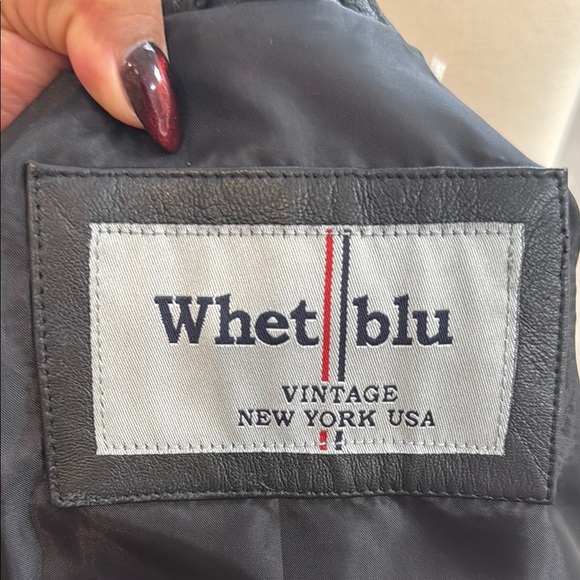 Whet blu
VINTAGE
NEW YORK USA